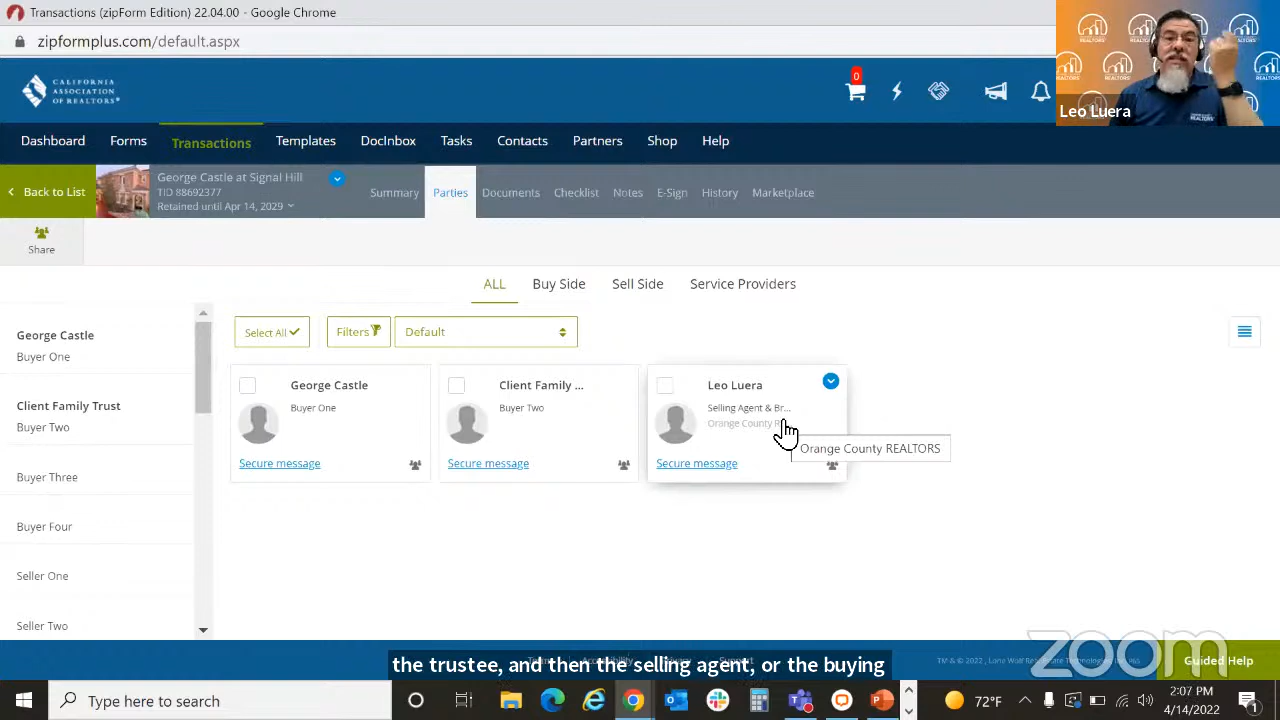 Transactions (zipForm Edition) 22.04.00 - Google Chrome
zipformplus.com/default.aspx
CALIFORNIA
ASSOCIATION
OF REALTORS®
0
REALTORS
Leo Luera
Dashboard Forms Transactions Templates DocInbox Tasks Contacts Partners Shop Help
Back to List
George Castle at Signal Hill
TID 88692377
Retained until Apr 14, 2029
Summary Parties Documents Checklist Notes E-Sign History Marketplace
Share
ALL Buy Side Sell Side Service Providers
Select All Filters Default
George Castle
Buyer One
Client Family Trust
Buyer Two
Buyer Three
Buyer Four
Seller One
Seller Two
George Castle
Buyer One
Secure message
Client Family ...
Buyer Two
Secure message
Leo Luera
Selling Agent & Br...
Orange County R
Secure message
Orange County REALTORS
the trustee, and then the selling agent, or the buying
zoom
Guided Help
Type here to search
72°F
2:07 PM
4/14/2022
1